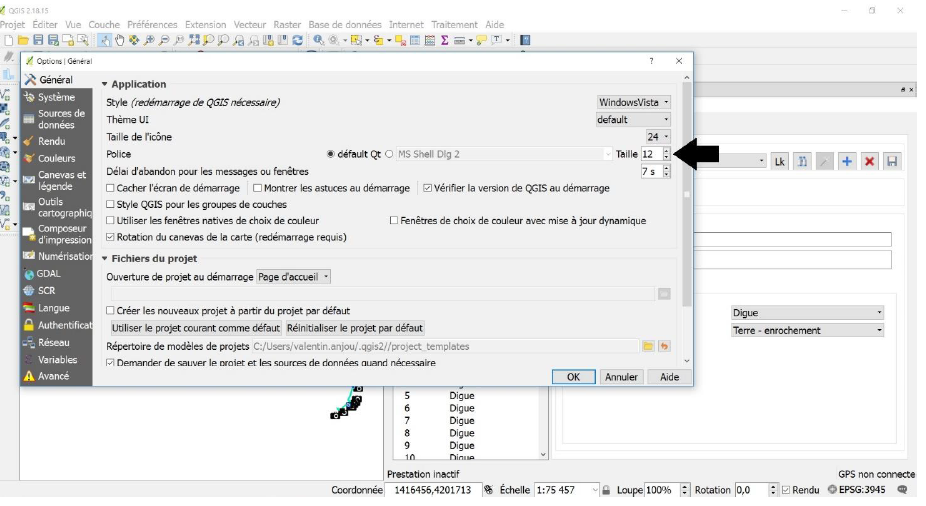 QGIS 2.18.15
Projet Éditer Vue Couche Préférences Extension Vecteur Raster Base de données Internet Traitement Aide
Options | Général
Général
Système
Sources de données
Rendu
Couleurs
Canevas et légende
Outils cartographiq
Composeur d'impression
Numérisation
GDAL
SCR
Langue
Authentificat
Réseau
Variables
Avancé
Application
Style (redémarrage de QGIS nécessaire) WindowsVista
Thème UI default
Taille de l'icône 24
Police défault Qt MS Shell Dlg 2 Taille 12
Délai d'abandon pour les messages ou fenêtres 7 s
Cacher l'écran de démarrage Montrer les astuces au démarrage Vérifier la version de QGIS au démarrage
Style QGIS pour les groupes de couches
Utiliser les fenêtres natives de choix de couleur Fenêtres de choix de couleur avec mise à jour dynamique
Rotation du canevas de la carte (redémarrage requis)
Fichiers du projet
Ouverture de projet au démarrage Page d'accueil
Créer les nouveaux projet à partir du projet par défaut
Utiliser le projet courant comme défaut Réinitialiser le projet par défaut
Répertoire de modèles de projets C:/Users/valentin.anjou/.qgis2//project_templates
Demander de sauver le projet et les sources de données quand nécessaire
OK Annuler Aide
Lk
Digue
Terre - enrochement
5 Digue
6 Digue
7 Digue
8 Digue
9 Digue
10 Digue
Prestation inactif GPS non connecte
Coordonnée 1416456,4201713 Échelle 1:75 457 Loupe 100% Rotation 0,0 Rendu EPSG:3945